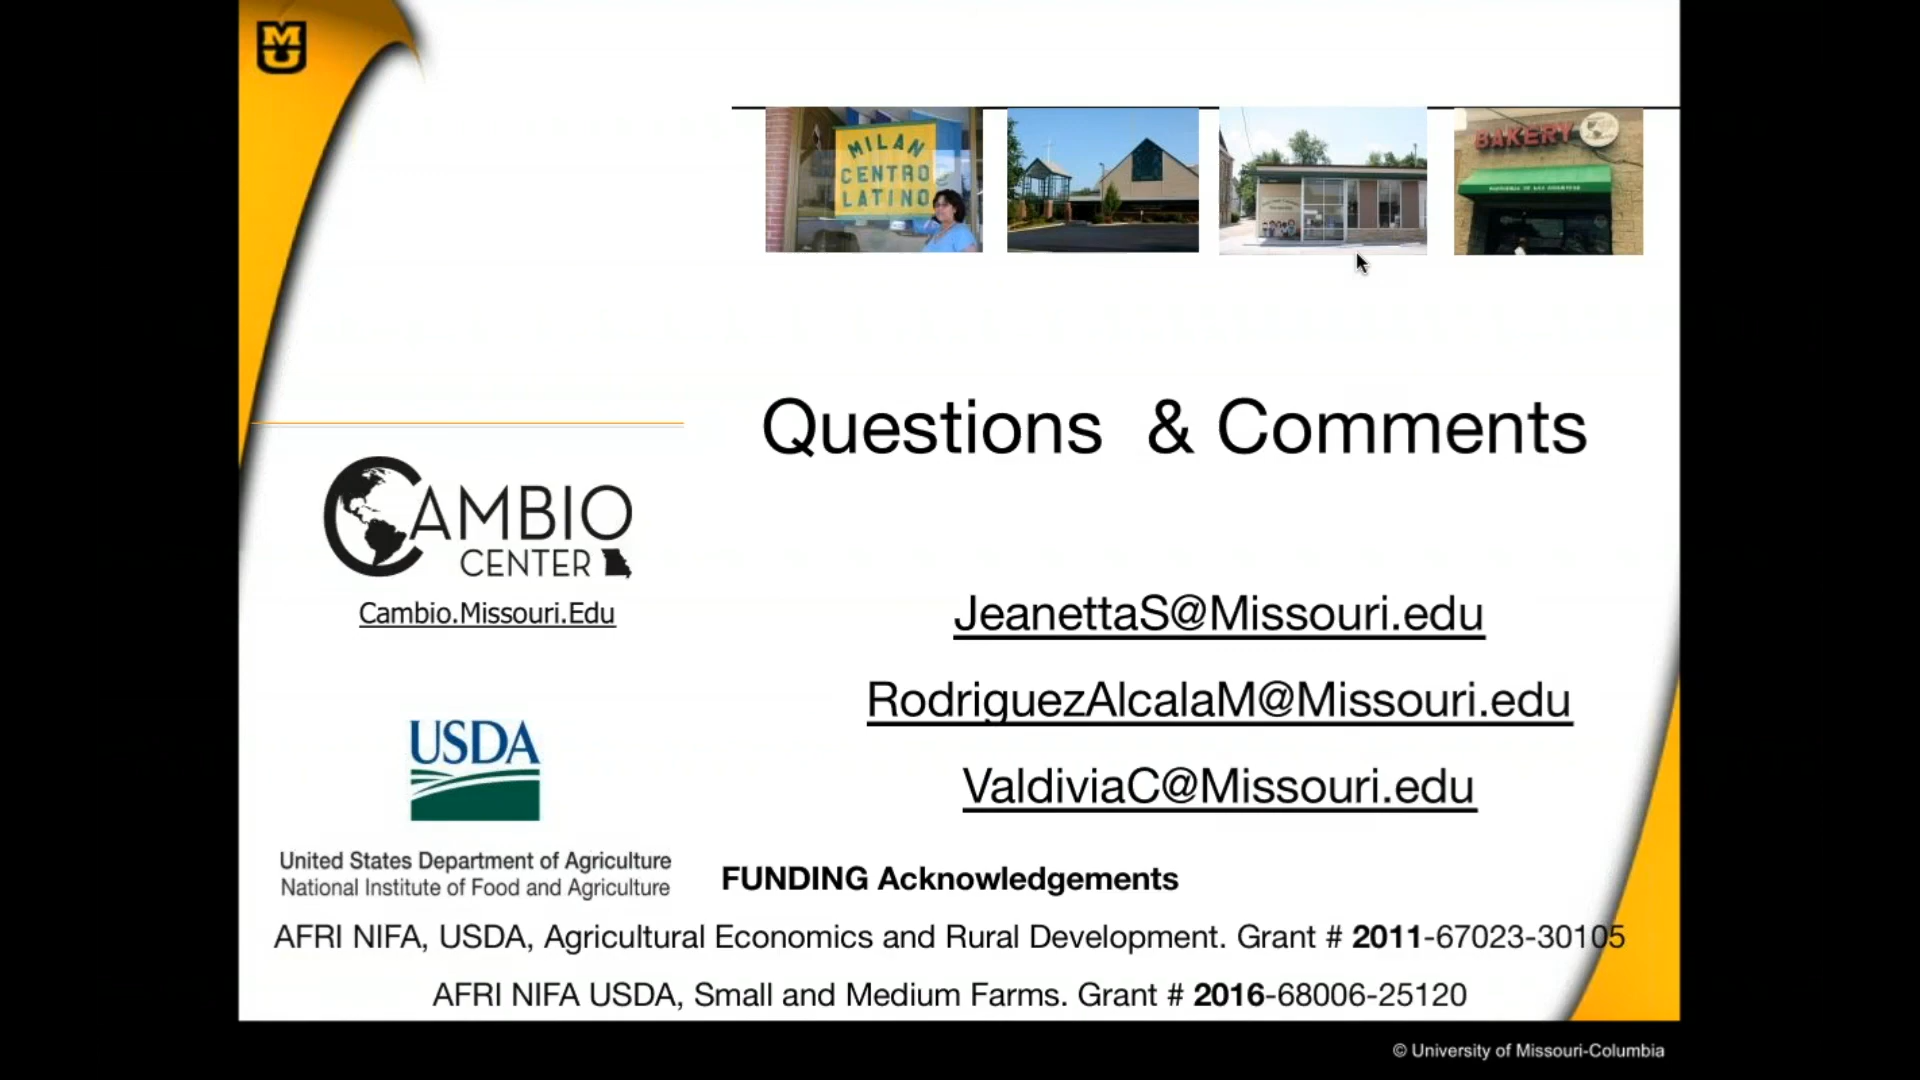 MU
MILAN
CENTRO
LATINO
BAKERY
Questions & Comments
CAMBIO
CENTER
Cambio.Missouri.Edu
JeanettaS@Missouri.edu
RodriguezAlcalaM@Missouri.edu
ValdiviaC@Missouri.edu
USDA
United States Department of Agriculture
National Institute of Food and Agriculture
FUNDING Acknowledgements
AFRI NIFA, USDA, Agricultural Economics and Rural Development. Grant # 2011-67023-30105
AFRI NIFA USDA, Small and Medium Farms. Grant # 2016-68006-25120
© University of Missouri-Columbia